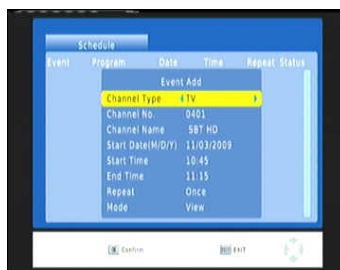 Schedule
Event Program Date Time Repeat Status
Event Add
Channel Type TV
Channel No. 0401
Channel Name SBT HD
Start Date(M/D/Y) 11/03/2009
Start Time 10:45
End Time 11:15
Repeat Once
Mode View
Confirm EXIT